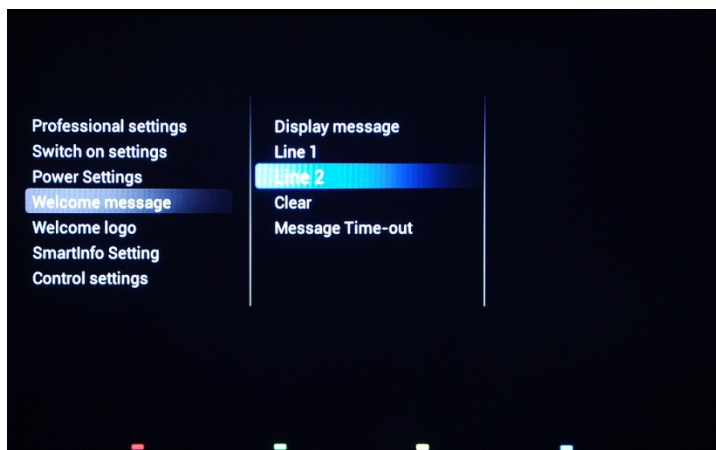 Professional settings
Switch on settings
Power Settings
Welcome message
Welcome logo
SmartInfo Setting
Control settings
Display message
Line 1
Line 2
Clear
Message Time-out